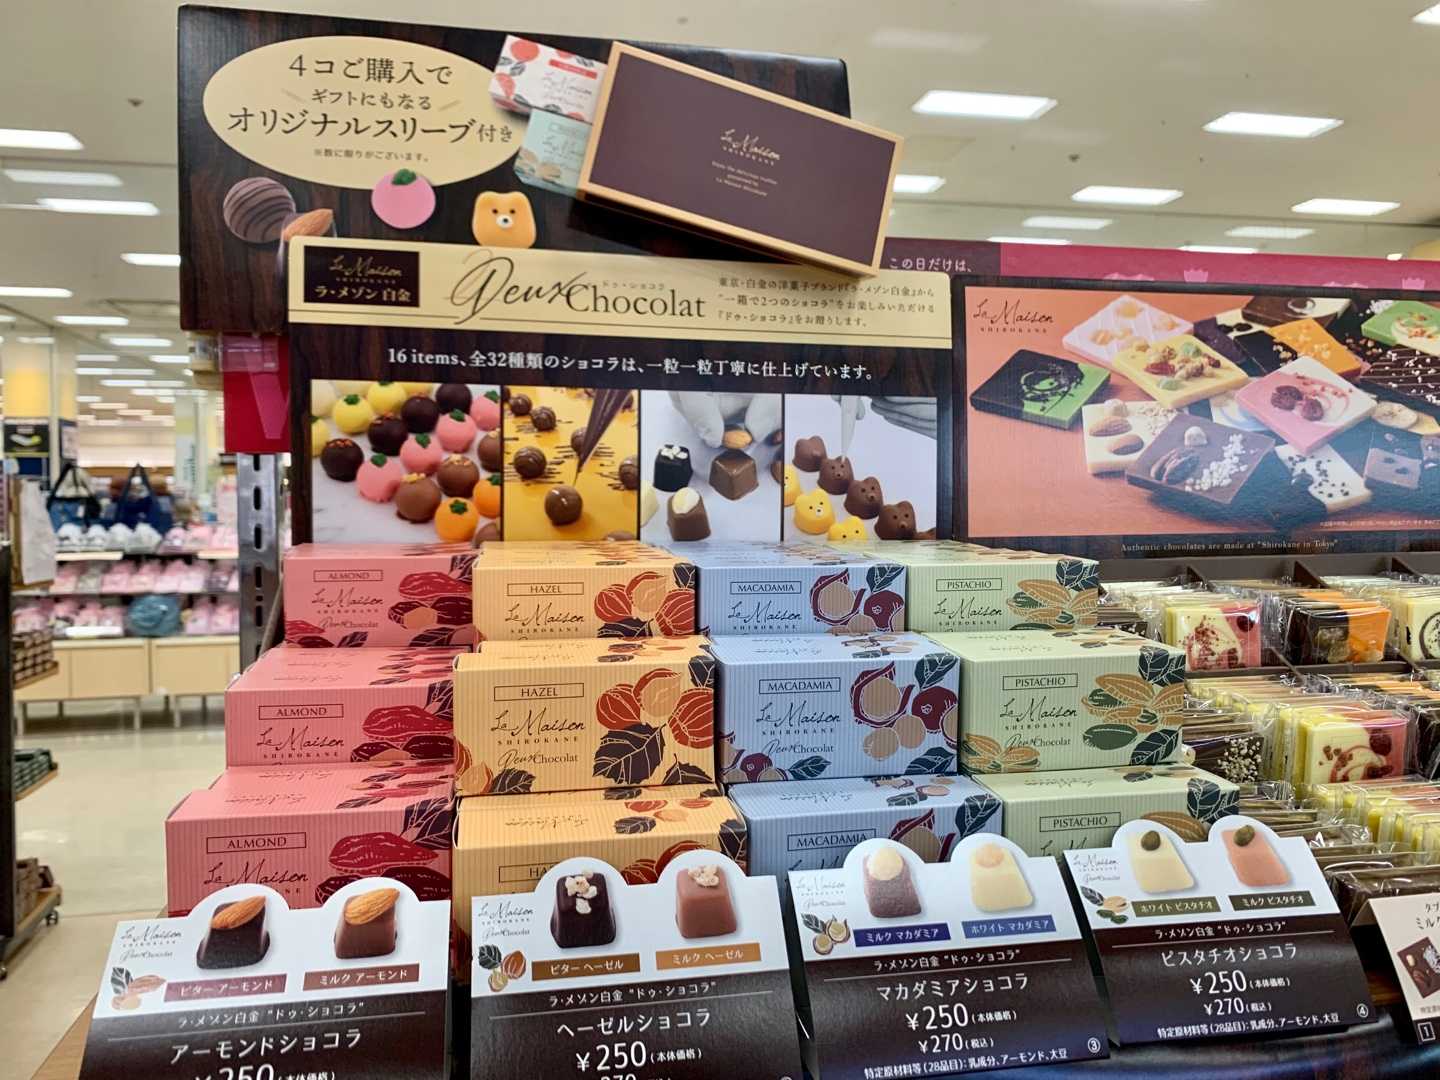 4コご購入で
ギフトにもなる
オリジナルスリーブ付き
※数に限りがございます。
La Maison
SHIROKANE
この日だけは、
La Maison
SHIROKANE
ラ・メゾン白金
Deux Chocolat
ドゥ・ショコラ
東京・白金の洋菓子ブランド『ラ・メゾン白金』から
"一箱で2つのショコラ"をお楽しみいただける
『ドゥ・ショコラ』をお贈りします。
16 items、全32種類のショコラは、一粒一粒丁寧に仕上げています。
La Maison
SHIROKANE
Authentic chocolates are made at "Shirokane in Tokyo"
ALMOND
La Maison
SHIROKANE
Deux Chocolat
HAZEL
La Maison
SHIROKANE
MACADAMIA
La Maison
SHIROKANE
PISTACHIO
La Maison
SHIROKANE
ALMOND
La Maison
SHIROKANE
HAZEL
La Maison
SHIROKANE
Deux Chocolat
MACADAMIA
La Maison
SHIROKANE
Deux Chocolat
PISTACHIO
La Maison
SHIROKANE
Deux Chocolat
ALMOND
La Maison
HAZEL
MACADAMIA
PISTACHIO
La Maison
SHIROKANE
Deux Chocolat
ビター アーモンド
ミルク アーモンド
ラ・メゾン白金 "ドゥ・ショコラ"
アーモンドショコラ
¥250(本体価格)
La Maison
SHIROKANE
Deux Chocolat
ビター ヘーゼル
ミルク ヘーゼル
ラ・メゾン白金 "ドゥ・ショコラ"
ヘーゼルショコラ
¥250(本体価格)
La Maison
SHIROKANE
Deux Chocolat
ミルク マカダミア
ホワイト マカダミア
ラ・メゾン白金 "ドゥ・ショコラ"
マカダミアショコラ
¥250(本体価格)
¥270(税込)
特定原材料等(28品目):乳成分、アーモンド、大豆
③
La Maison
SHIROKANE
Deux Chocolat
ホワイト ピスタチオ
ミルク ピスタチオ
ラ・メゾン白金 "ドゥ・ショコラ"
ピスタチオショコラ
¥250(本体価格)
¥270(税込)
特定原材料等(28品目):乳成分、アーモンド、大豆
④
1